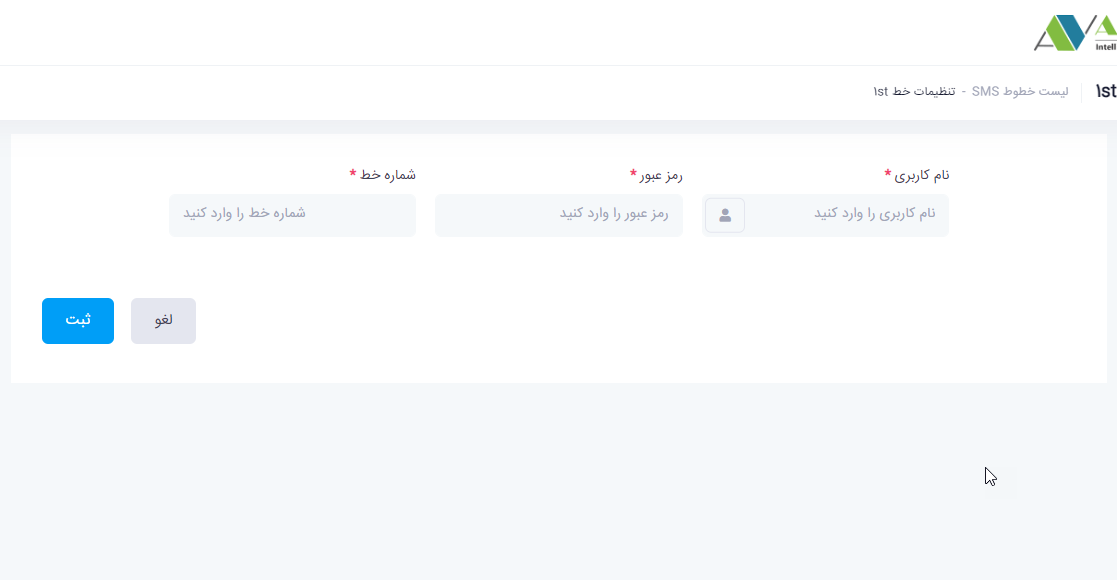 Intell
۱st
لیست خطوط SMS - تنظیمات خط ۱st
نام کاربری *
رمز عبور *
شماره خط *
نام کاربری را وارد کنید
رمز عبور را وارد کنید
شماره خط را وارد کنید
لغو
ثبت